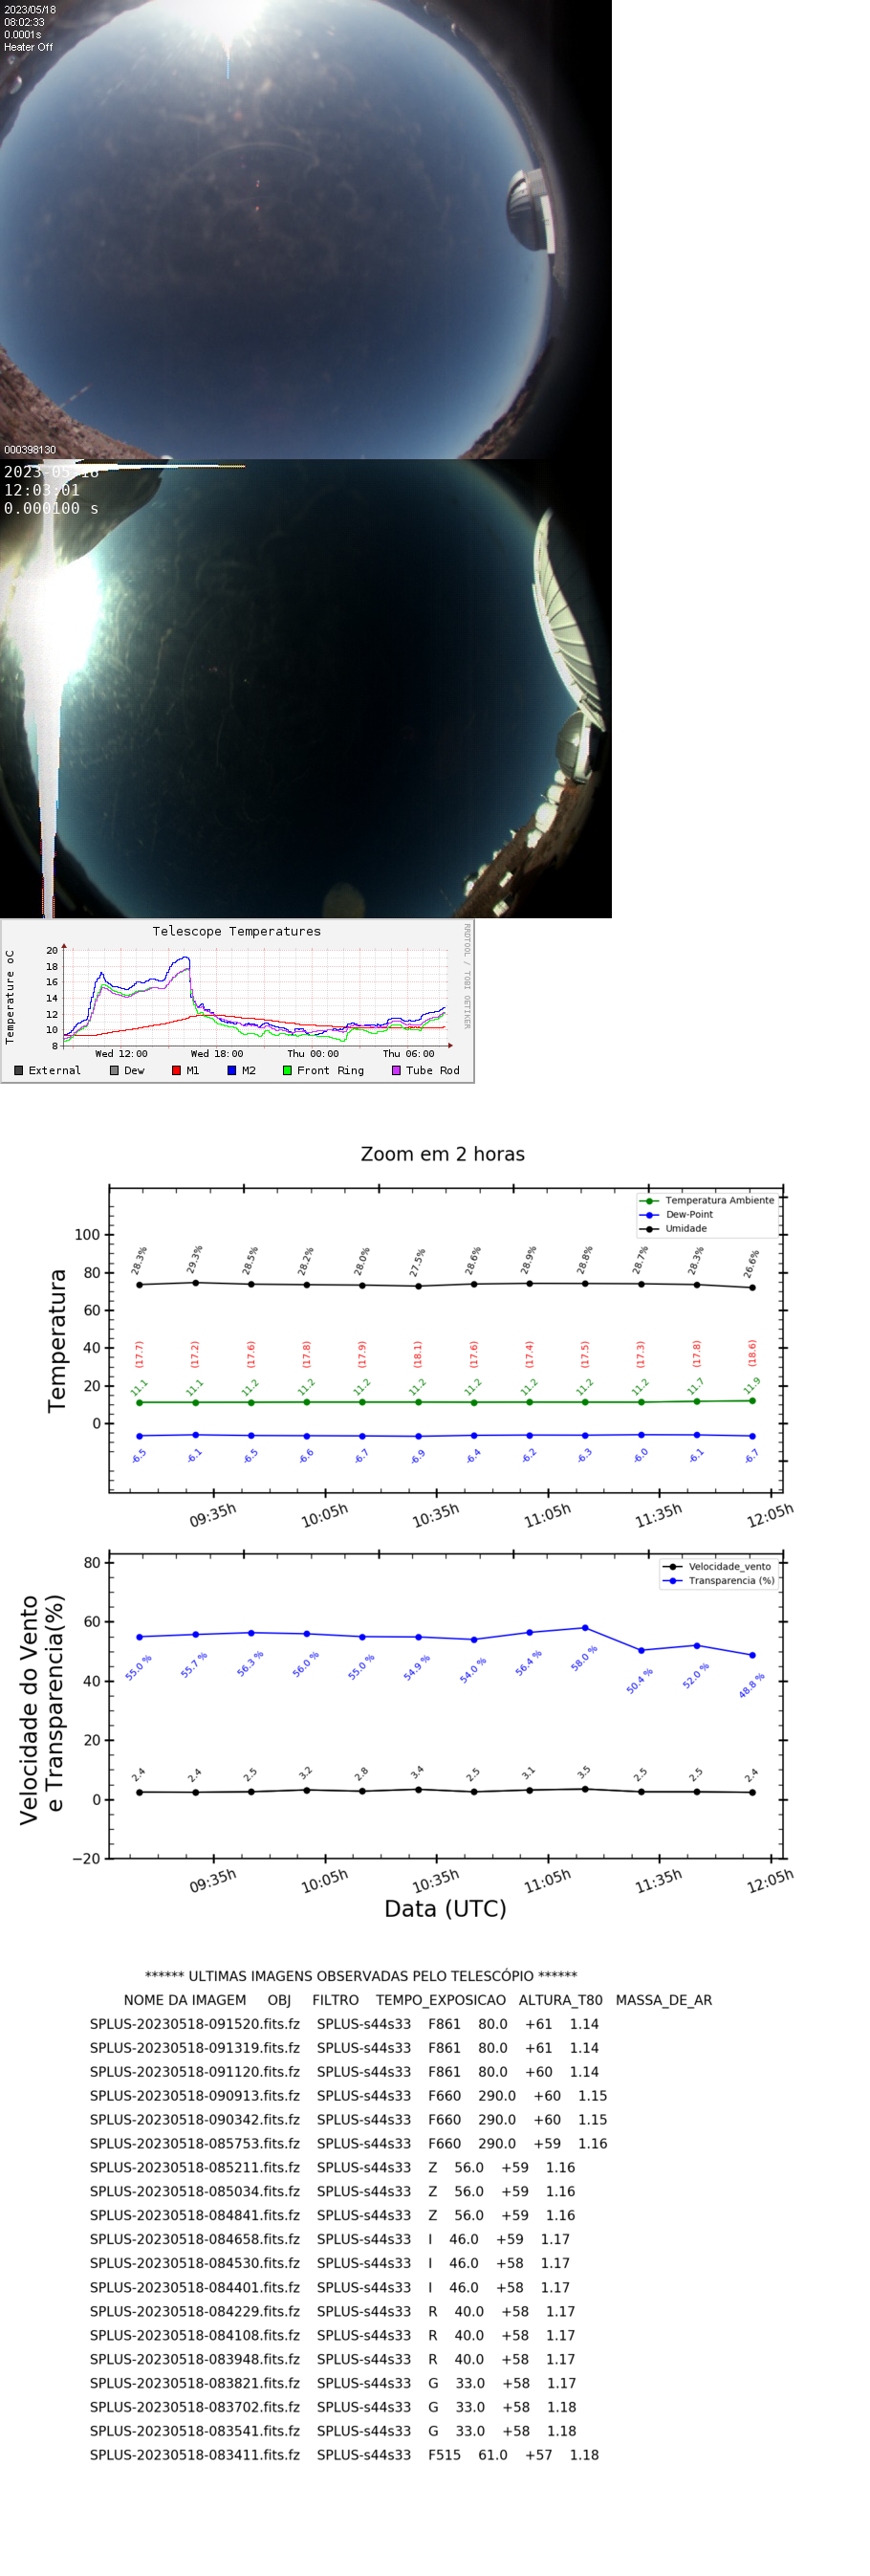 2023/05/18
08:02:33
0.0001s
Heater Off
000398130
2023-05-18
12:03:01
0.000100 s
Telescope Temperatures
Temperature oC
RRDTOOL / TOBI OETIKER
20
18
16
14
12
10
8
Wed 12:00 Wed 18:00 Thu 00:00 Thu 06:00
External Dew M1 M2 Front Ring Tube Rod
Zoom em 2 horas
Temperatura
Temperatura Ambiente
Dew-Point
Umidade
100
80
60
40
20
0
28.3% 29.3% 28.5% 28.2% 28.0% 27.5% 28.6% 28.9% 28.8% 28.7% 28.3% 26.6%
(17.7) (17.2) (17.6) (17.8) (17.9) (18.1) (17.6) (17.4) (17.5) (17.3) (17.8) (18.6)
11.1 11.1 11.2 11.2 11.2 11.2 11.2 11.2 11.2 11.2 11.7 11.9
-6.5 -6.1 -6.5 -6.6 -6.7 -6.9 -6.4 -6.2 -6.3 -6.0 -6.1 -6.7
09:35h 10:05h 10:35h 11:05h 11:35h 12:05h
Velocidade do Vento
e Transparencia(%)
Velocidade_vento
Transparencia (%)
80
60
40
20
0
−20
55.0 % 55.7 % 56.3 % 56.0 % 55.0 % 54.9 % 54.0 % 56.4 % 58.0 % 50.4 % 52.0 % 48.8 %
2.4 2.4 2.5 3.2 2.8 3.4 2.5 3.1 3.5 2.5 2.5 2.4
09:35h 10:05h 10:35h 11:05h 11:35h 12:05h
Data (UTC)
****** ULTIMAS IMAGENS OBSERVADAS PELO TELESCÓPIO ******
NOME DA IMAGEM OBJ FILTRO TEMPO_EXPOSICAO ALTURA_T80 MASSA_DE_AR
SPLUS-20230518-091520.fits.fz SPLUS-s44s33 F861 80.0 +61 1.14
SPLUS-20230518-091319.fits.fz SPLUS-s44s33 F861 80.0 +61 1.14
SPLUS-20230518-091120.fits.fz SPLUS-s44s33 F861 80.0 +60 1.14
SPLUS-20230518-090913.fits.fz SPLUS-s44s33 F660 290.0 +60 1.15
SPLUS-20230518-090342.fits.fz SPLUS-s44s33 F660 290.0 +60 1.15
SPLUS-20230518-085753.fits.fz SPLUS-s44s33 F660 290.0 +59 1.16
SPLUS-20230518-085211.fits.fz SPLUS-s44s33 Z 56.0 +59 1.16
SPLUS-20230518-085034.fits.fz SPLUS-s44s33 Z 56.0 +59 1.16
SPLUS-20230518-084841.fits.fz SPLUS-s44s33 Z 56.0 +59 1.16
SPLUS-20230518-084658.fits.fz SPLUS-s44s33 I 46.0 +59 1.17
SPLUS-20230518-084530.fits.fz SPLUS-s44s33 I 46.0 +58 1.17
SPLUS-20230518-084401.fits.fz SPLUS-s44s33 I 46.0 +58 1.17
SPLUS-20230518-084229.fits.fz SPLUS-s44s33 R 40.0 +58 1.17
SPLUS-20230518-084108.fits.fz SPLUS-s44s33 R 40.0 +58 1.17
SPLUS-20230518-083948.fits.fz SPLUS-s44s33 R 40.0 +58 1.17
SPLUS-20230518-083821.fits.fz SPLUS-s44s33 G 33.0 +58 1.17
SPLUS-20230518-083702.fits.fz SPLUS-s44s33 G 33.0 +58 1.18
SPLUS-20230518-083541.fits.fz SPLUS-s44s33 G 33.0 +58 1.18
SPLUS-20230518-083411.fits.fz SPLUS-s44s33 F515 61.0 +57 1.18